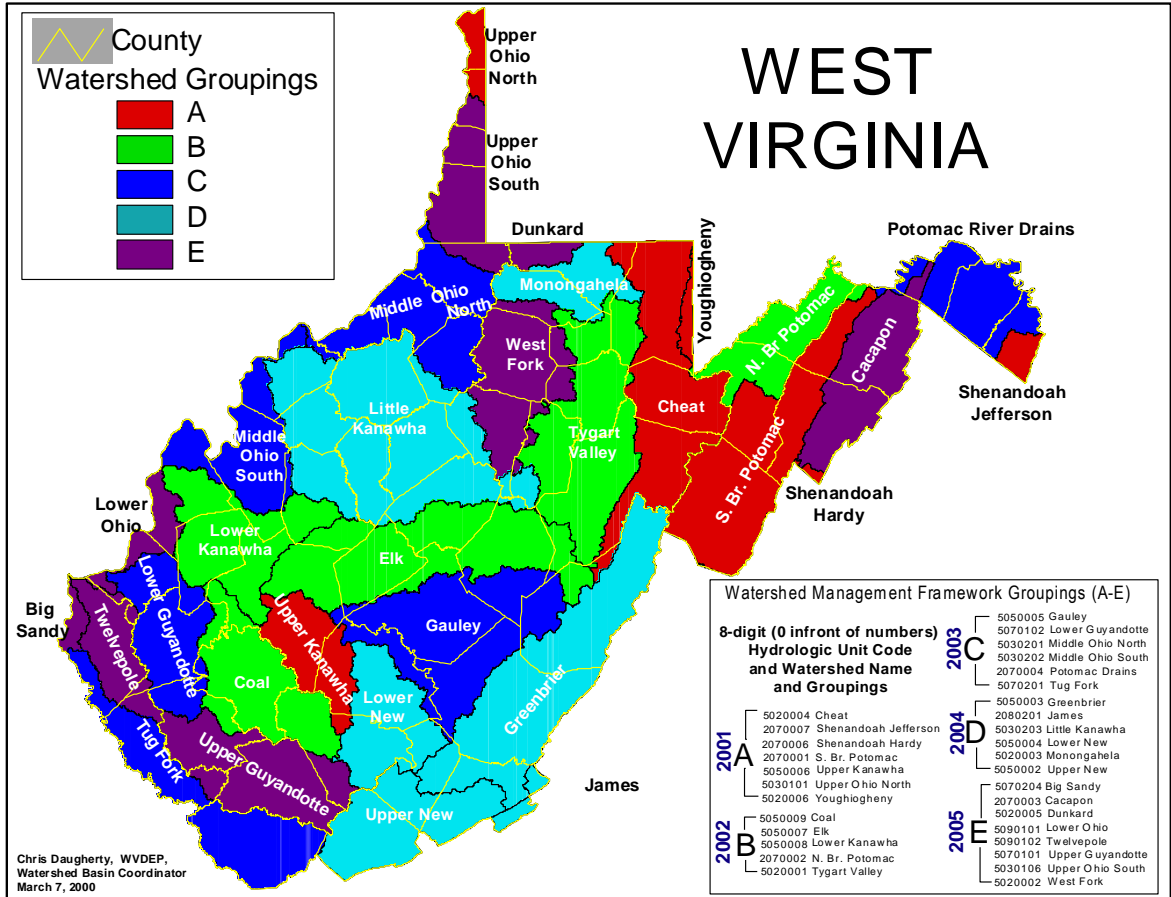 WEST
VIRGINIA
County
Watershed Groupings
A
B
C
D
E
Upper
Ohio
North
Upper
Ohio
South
Dunkard
Youghiogheny
Potomac River Drains
Monongahela
Middle Ohio
North
West
Fork
N. Br Potomac
Cacapon
Shenandoah
Jefferson
Cheat
Little
Kanawha
Tygart
Valley
Middle
Ohio
South
S. Br. Potomac
Shenandoah
Hardy
Lower
Ohio
Lower
Kanawha
Elk
Lower Guyandotte
Big
Sandy
Twelvepole
Upper Kanawha
Gauley
Coal
Lower
New
Greenbrier
Tug Fork
Upper Guyandotte
James
Upper New
Chris Daugherty, WVDEP,
Watershed Basin Coordinator
March 7, 2000
Watershed Management Framework Groupings (A-E)
8-digit (0 infront of numbers)
Hydrologic Unit Code
and Watershed Name
and Groupings
2001
A
5020004 Cheat
2070007 Shenandoah Jefferson
2070006 Shenandoah Hardy
2070001 S. Br. Potomac
5050006 Upper Kanawha
5030101 Upper Ohio North
5020006 Youghiogheny
2002
B
5050009 Coal
5050007 Elk
5050008 Lower Kanawha
2070002 N. Br. Potomac
5020001 Tygart Valley
2003
C
5050005 Gauley
5070102 Lower Guyandotte
5030201 Middle Ohio North
5030202 Middle Ohio South
2070004 Potomac Drains
5070201 Tug Fork
2004
D
5050003 Greenbrier
2080201 James
5030203 Little Kanawha
5050004 Lower New
5020003 Monongahela
5050002 Upper New
2005
E
5070204 Big Sandy
2070003 Cacapon
5020005 Dunkard
5090101 Lower Ohio
5090102 Twelvepole
5070101 Upper Guyandotte
5030106 Upper Ohio South
5020002 West Fork